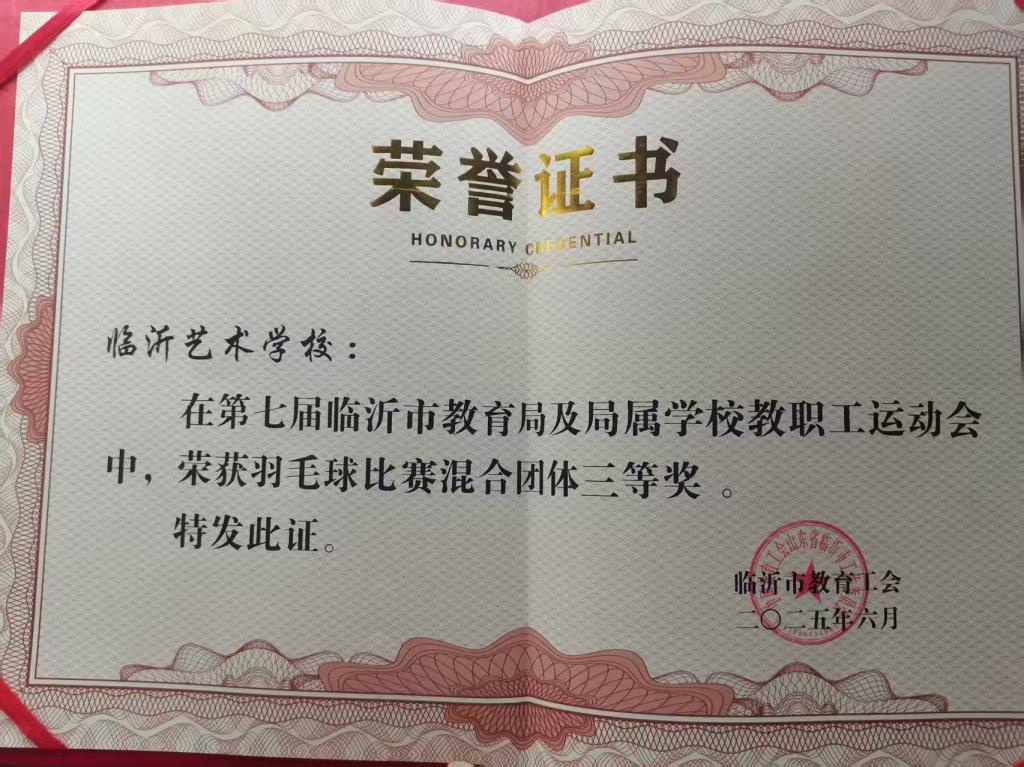 荣誉证书
HONORARY CREDENTIAL
临沂艺术学校：
在第七届临沂市教育局及局属学校教职工运动会
中，荣获羽毛球比赛混合团体三等奖 。
特发此证。
临沂市教育工会
二〇二五年六月